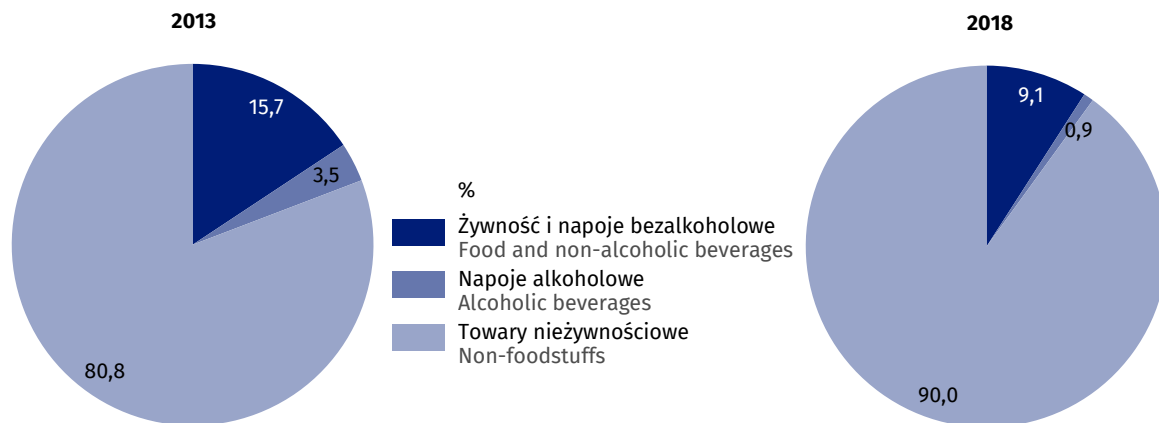 2013
15,7
3,5
80,8
%
Żywność i napoje bezalkoholowe
Food and non-alcoholic beverages
Napoje alkoholowe
Alcoholic beverages
Towary nieżywnościowe
Non-foodstuffs
2018
9,1
0,9
90,0